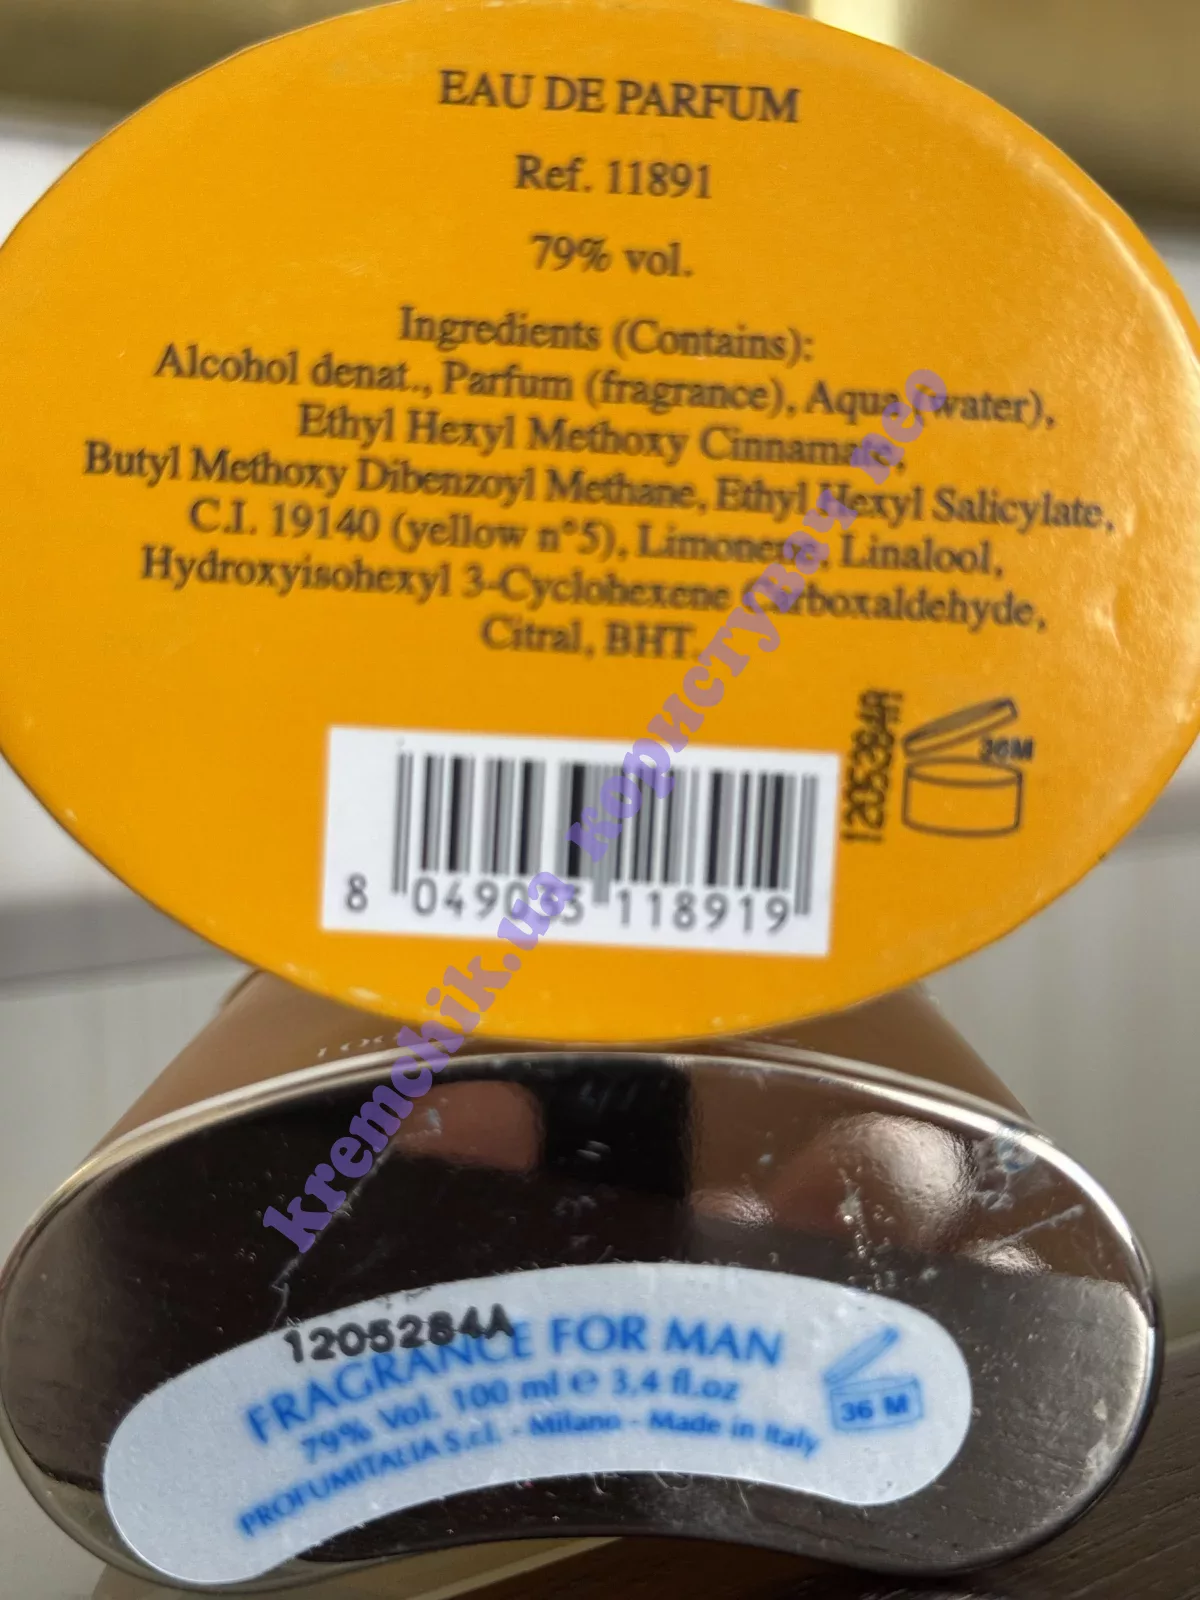 EAU DE PARFUM
Ref. 11891
79% vol.
Ingredients (Contains):
Alcohol denat., Parfum (fragrance), Aqua (water),
Ethyl Hexyl Methoxy Cinnamate,
Butyl Methoxy Dibenzoyl Methane, Ethyl Hexyl Salicylate,
C.I. 19140 (yellow n°5), Limonene, Linalool,
Hydroxyisohexyl 3-Cyclohexene Carboxaldehyde,
Citral, BHT.
1205284A
36M
8 049033 118919
kremchik.ua користувач neo
1205284A
FRAGRANCE FOR MAN
79% Vol. 100 ml e 3,4 fl.oz
PROFUMITALIA S.r.l. - Milano - Made in Italy
36 M